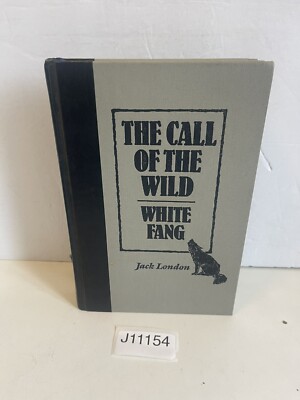 THE CALL
OF THE
WILD
WHITE
FANG
Jack London
J11154